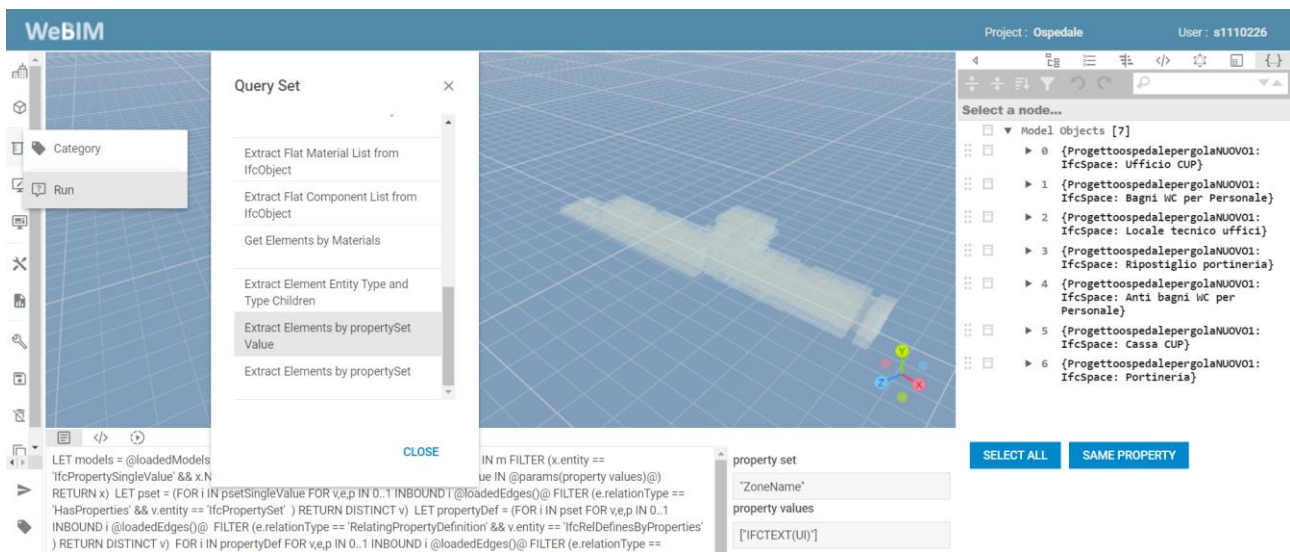 WeBIM
Project : Ospedale
User : s1110226
Category
Run
Query Set
Extract Flat Material List from
IfcObject
Extract Flat Component List from
IfcObject
Get Elements by Materials
Extract Element Entity Type and
Type Children
Extract Elements by propertySet
Value
Extract Elements by propertySet
CLOSE
Select a node...
Model Objects [7]
0 {ProgettoospedalepergolaNUOVO1:
IfcSpace: Ufficio CUP}
1 {ProgettoospedalepergolaNUOVO1:
IfcSpace: Bagni WC per Personale}
2 {ProgettoospedalepergolaNUOVO1:
IfcSpace: Locale tecnico uffici}
3 {ProgettoospedalepergolaNUOVO1:
IfcSpace: Ripostiglio portineria}
4 {ProgettoospedalepergolaNUOVO1:
IfcSpace: Anti bagni WC per
Personale}
5 {ProgettoospedalepergolaNUOVO1:
IfcSpace: Cassa CUP}
6 {ProgettoospedalepergolaNUOVO1:
IfcSpace: Portineria}
SELECT ALL
SAME PROPERTY
Y
Z
X
LET models = @loadedModels IN m FILTER (x.entity ==
'IfcPropertySingleValue' && x.N ue IN @params(property values)@)
RETURN x) LET pset = (FOR i IN psetSingleValue FOR v,e,p IN 0..1 INBOUND i @loadedEdges()@ FILTER (e.relationType ==
'HasProperties' && v.entity == 'IfcPropertySet' ) RETURN DISTINCT v) LET propertyDef = (FOR i IN pset FOR v,e,p IN 0..1
INBOUND i @loadedEdges()@ FILTER (e.relationType == 'RelatingPropertyDefinition' && v.entity == 'IfcRelDefinesByProperties'
) RETURN DISTINCT v) FOR i IN propertyDef FOR v,e,p IN 0..1 INBOUND i @loadedEdges()@ FILTER (e.relationType ==
property set
"ZoneName"
property values
["IFCTEXT(UI)"]